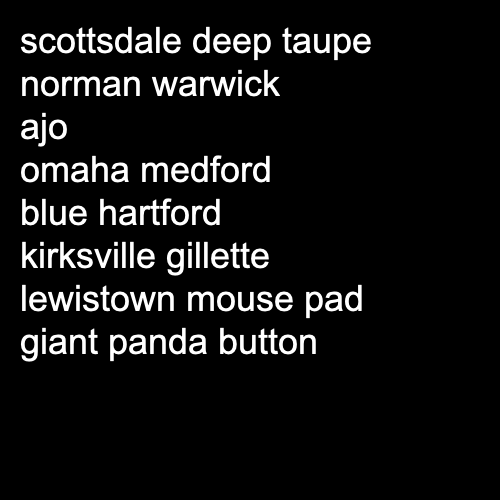 scottsdale deep taupe
norman warwick
ajo
omaha medford
blue hartford
kirksville gillette
lewistown mouse pad
giant panda button